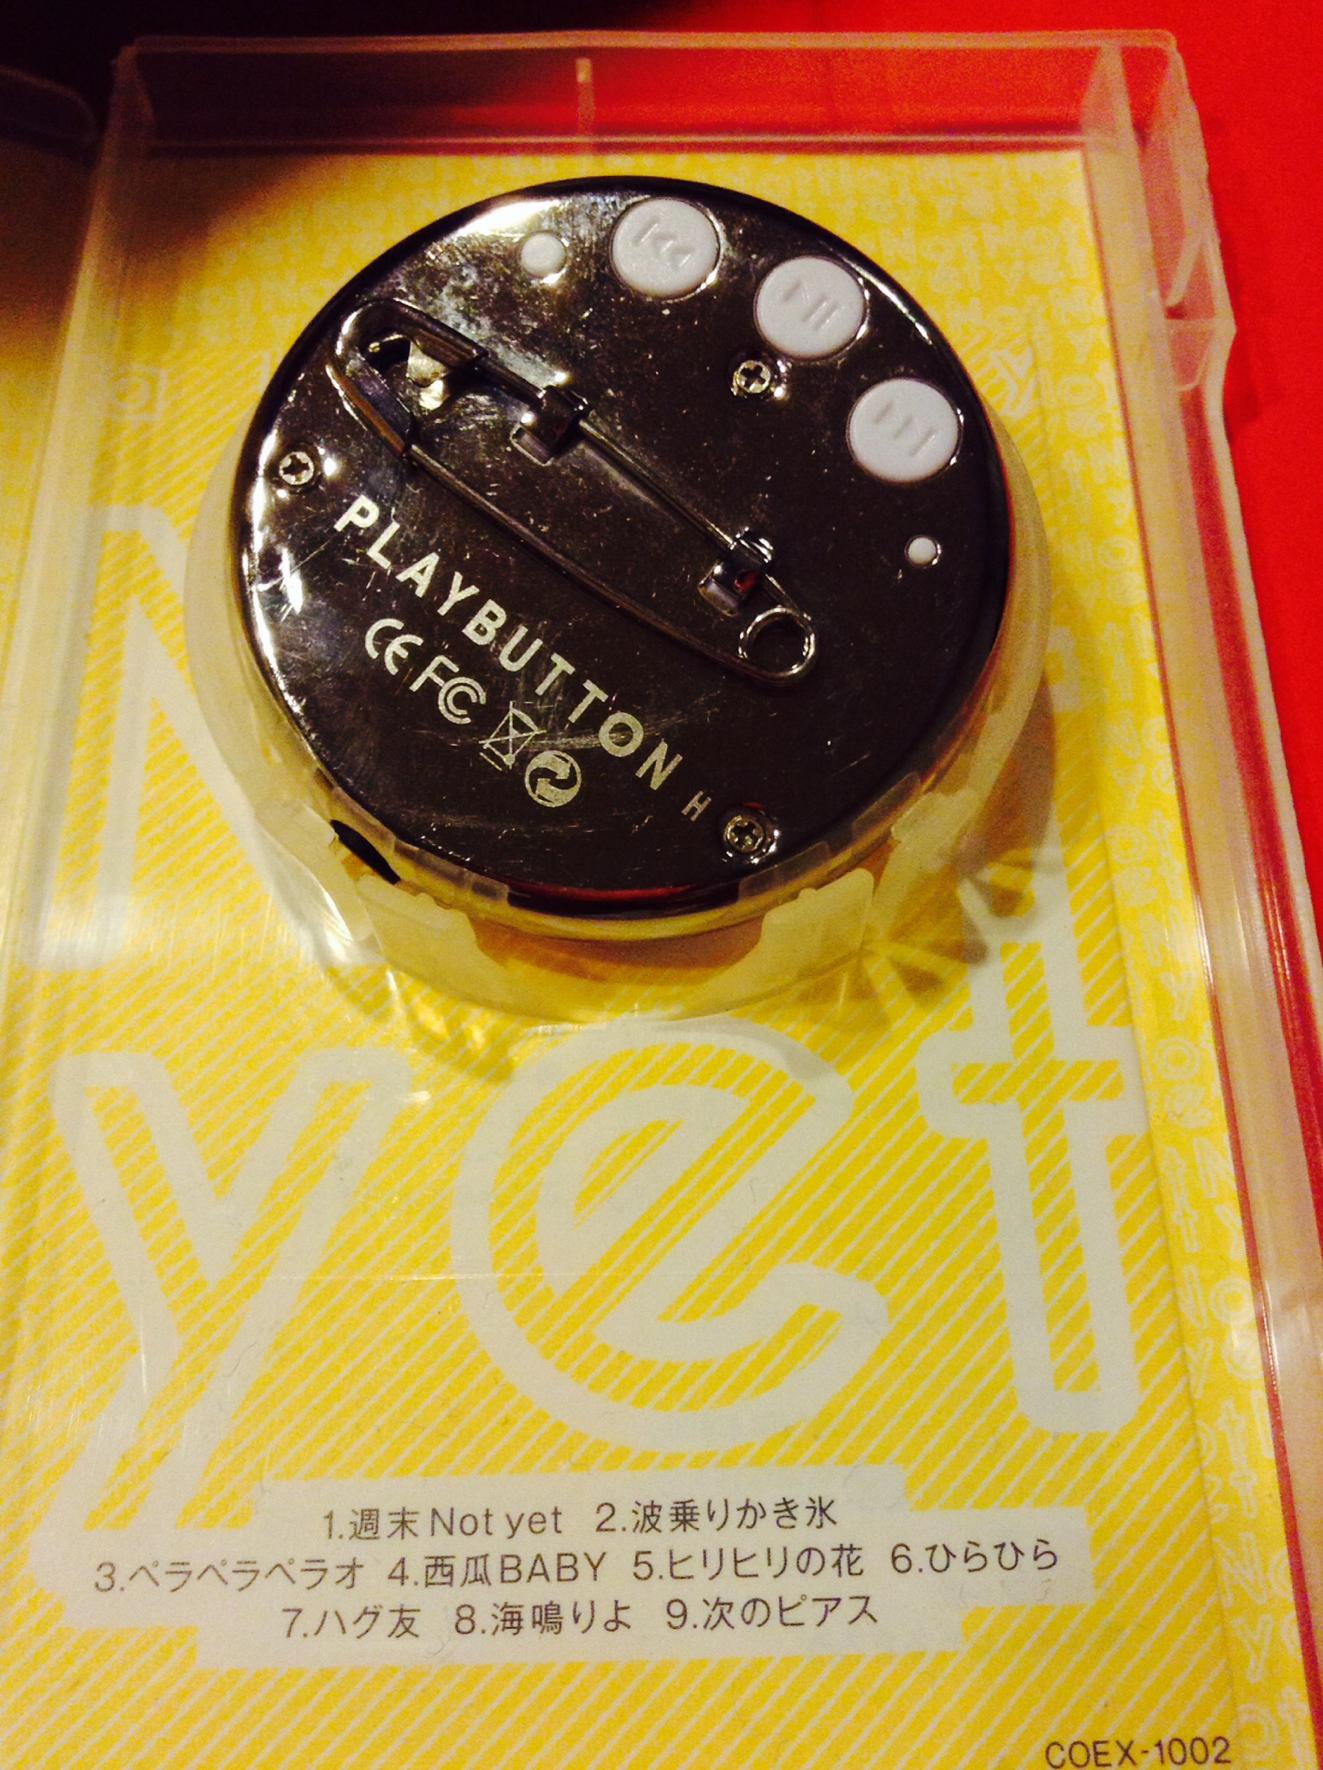 PLAYBUTTON H
CE FC
Not
yet
1.週末Not yet 2.波乗りかき氷
3.ペラペラペラオ 4.西瓜BABY 5.ヒリヒリの花 6.ひらひら
7.ハグ友 8.海鳴りよ 9.次のピアス
COEX-1002